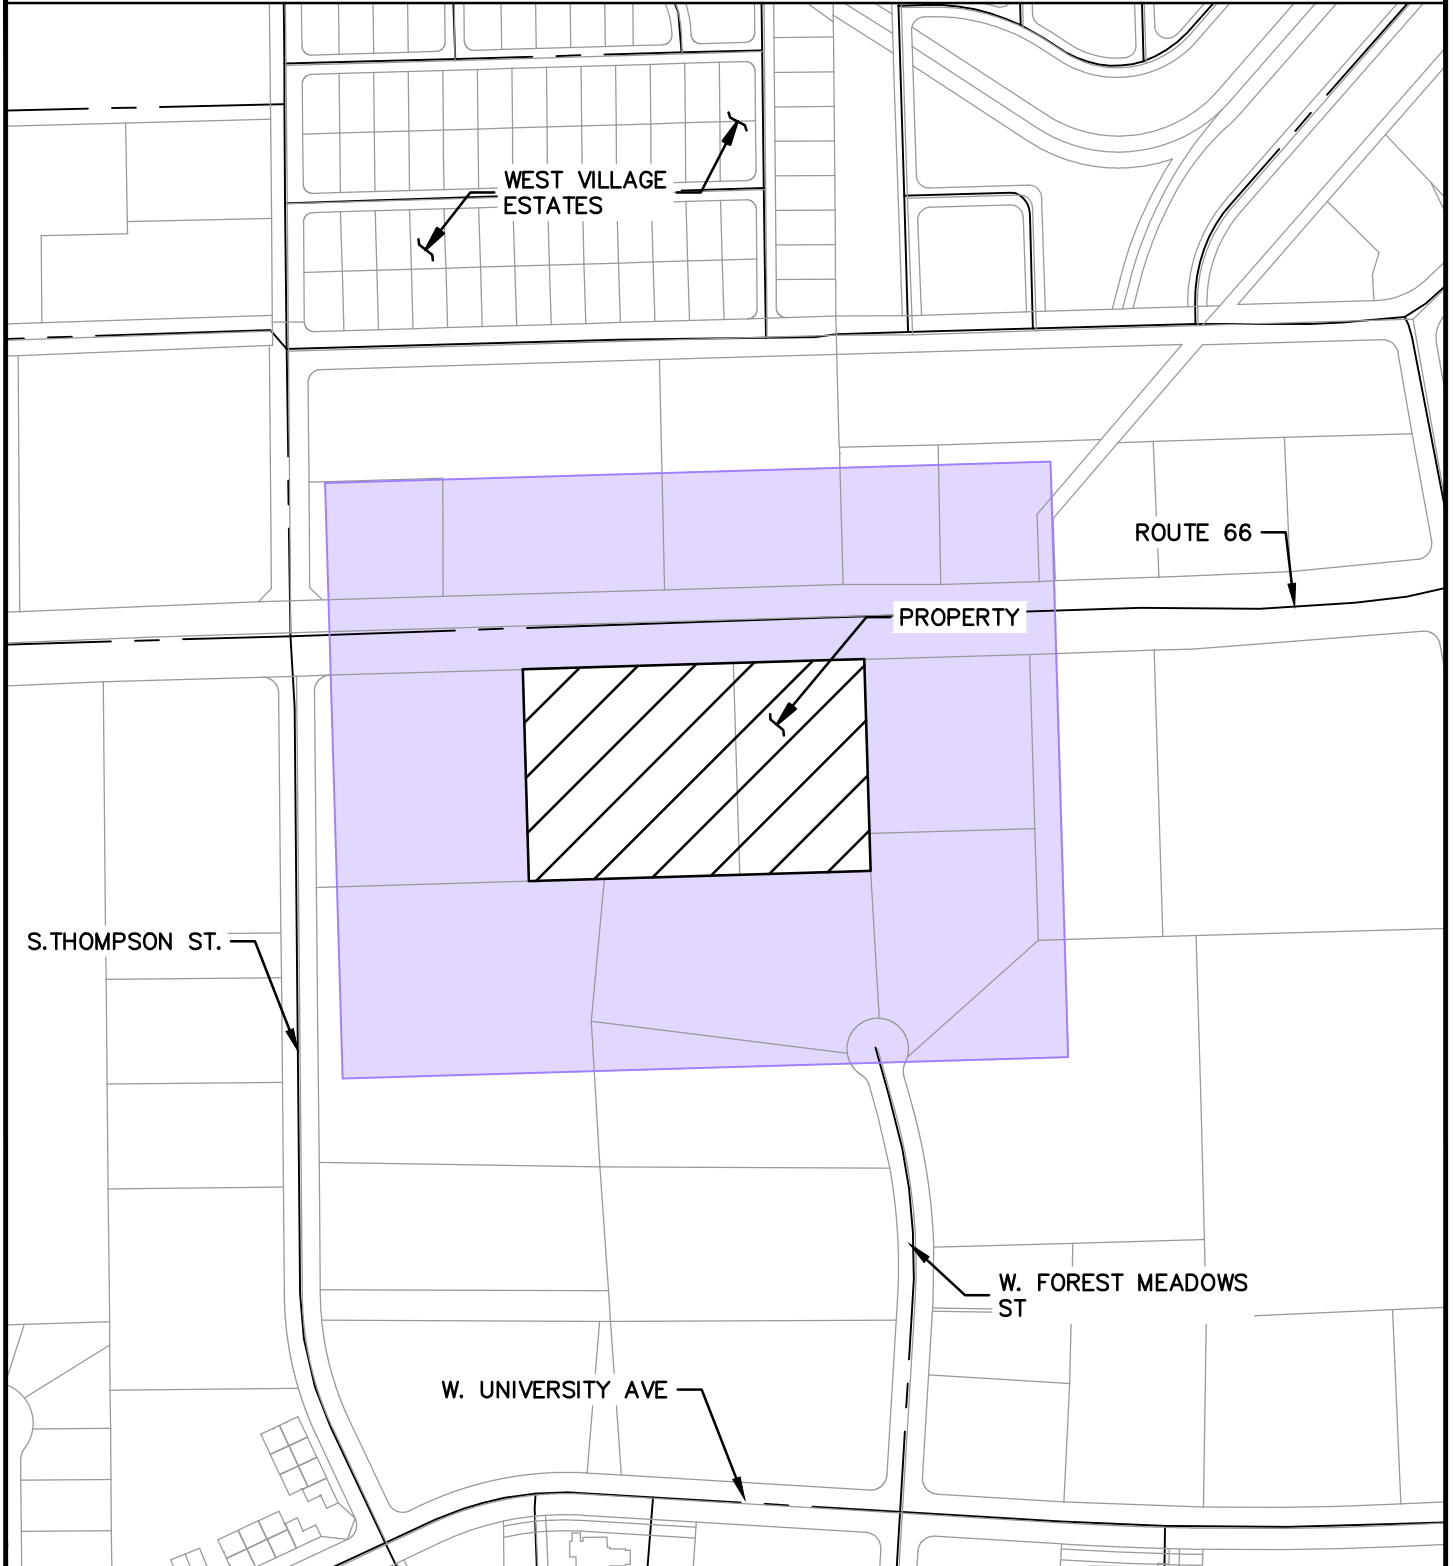 WEST VILLAGE
ESTATES
ROUTE 66
PROPERTY
S.THOMPSON ST.
W. FOREST MEADOWS
ST
W. UNIVERSITY AVE